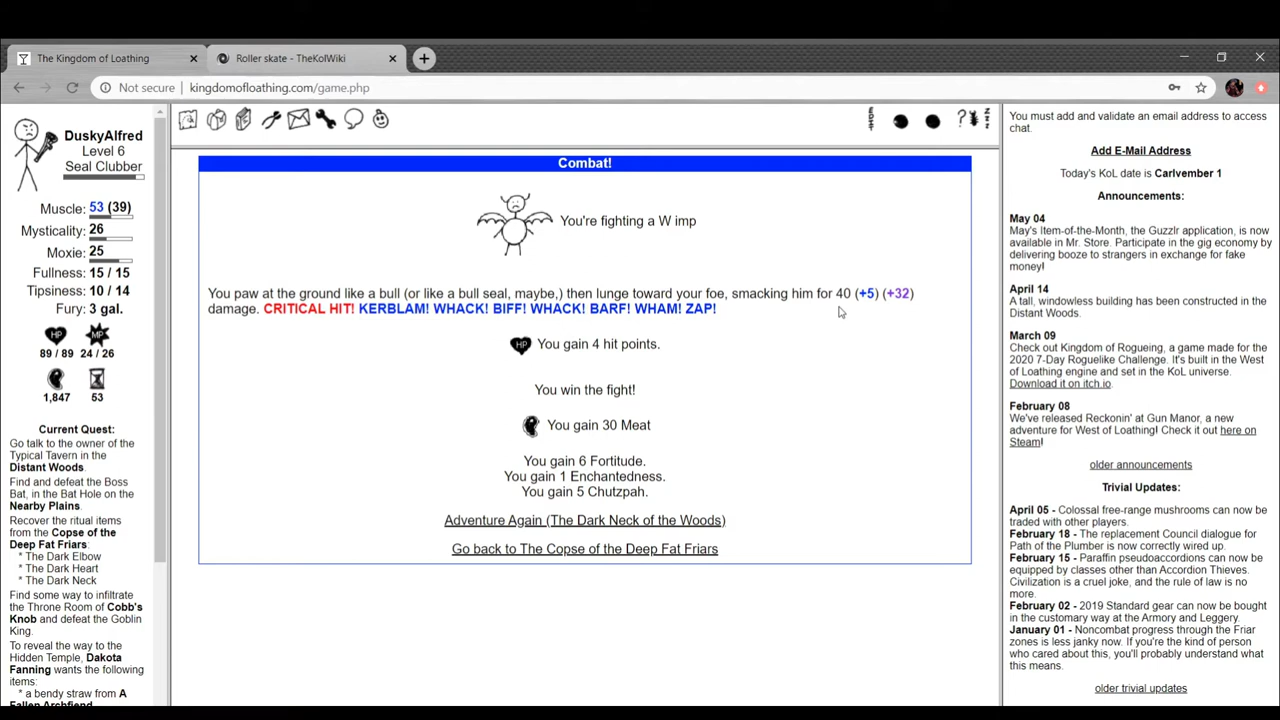 The Kingdom of Loathing
Roller skate - TheKolWiki
Not secure | kingdomofloathing.com/game.php
DuskyAlfred
Level 6
Seal Clubber
Muscle: 53 (39)
Mysticality: 26
Moxie: 25
Fullness: 15 / 15
Tipsiness: 10 / 14
Fury: 3 gal.
HP MP
89 / 89 24 / 26
1,847 53
Current Quest:
Go talk to the owner of the
Typical Tavern in the
Distant Woods.
Find and defeat the Boss
Bat, in the Bat Hole on the
Nearby Plains.
Recover the ritual items
from the Copse of the
Deep Fat Friars:
* The Dark Elbow
* The Dark Heart
* The Dark Neck
Find some way to infiltrate
the Throne Room of Cobb's
Knob and defeat the Goblin
King.
To reveal the way to the
Hidden Temple, Dakota
Fanning wants the following
items:
* a bendy straw from A
Fallen Archfiend
Combat!
You're fighting a W imp
You paw at the ground like a bull (or like a bull seal, maybe,) then lunge toward your foe, smacking him for 40 (+5) (+32)
damage. CRITICAL HIT! KERBLAM! WHACK! BIFF! WHACK! BARF! WHAM! ZAP!
HP You gain 4 hit points.
You win the fight!
You gain 30 Meat
You gain 6 Fortitude.
You gain 1 Enchantedness.
You gain 5 Chutzpah.
Adventure Again (The Dark Neck of the Woods)
Go back to The Copse of the Deep Fat Friars
You must add and validate an email address to access
chat.
Add E-Mail Address
Today's KoL date is Carlvember 1
Announcements:
May 04
May's Item-of-the-Month, the Guzzlr application, is now
available in Mr. Store. Participate in the gig economy by
delivering booze to strangers in exchange for fake
money!
April 14
A tall, windowless building has been constructed in the
Distant Woods.
March 09
Check out Kingdom of Rogueing, a game made for the
2020 7-Day Roguelike Challenge. It's built in the West
of Loathing engine and set in the KoL universe.
Download it on itch.io.
February 08
We've released Reckonin' at Gun Manor, a new
adventure for West of Loathing! Check it out here on
Steam!
older announcements
Trivial Updates:
April 05 - Colossal free-range mushrooms can now be
traded with other players.
February 18 - The replacement Council dialogue for
Path of the Plumber is now correctly wired up.
February 15 - Paraffin pseudoaccordions can now be
equipped by classes other than Accordion Thieves.
Civilization is a cruel joke, and the rule of law is no
more.
February 02 - 2019 Standard gear can now be bought
in the customary way at the Armory and Leggery.
January 01 - Noncombat progress through the Friar
zones is less janky now. If you're the kind of person
who cared about this, you'll probably understand what
this means.
older trivial updates